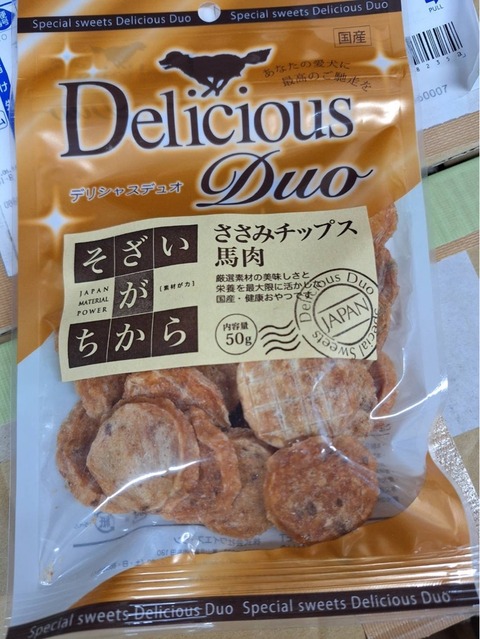 Special sweets Delicious Duo Special sweets Delicious Duo
国産
あなたの愛犬に
最高のご馳走を
Delicious
Duo
デリシャスデュオ
そざい
が
ちから
JAPAN
MATERIAL
POWER
【素材が力】
ささみチップス
馬肉
厳選素材の美味しさと
栄養を最大限に活かした
国産・健康おやつです
内容量
50g
Delicious Duo
JAPAN
Special Sweets
Special sweets Delicious Duo Special sweets Delicious Duo
PULL